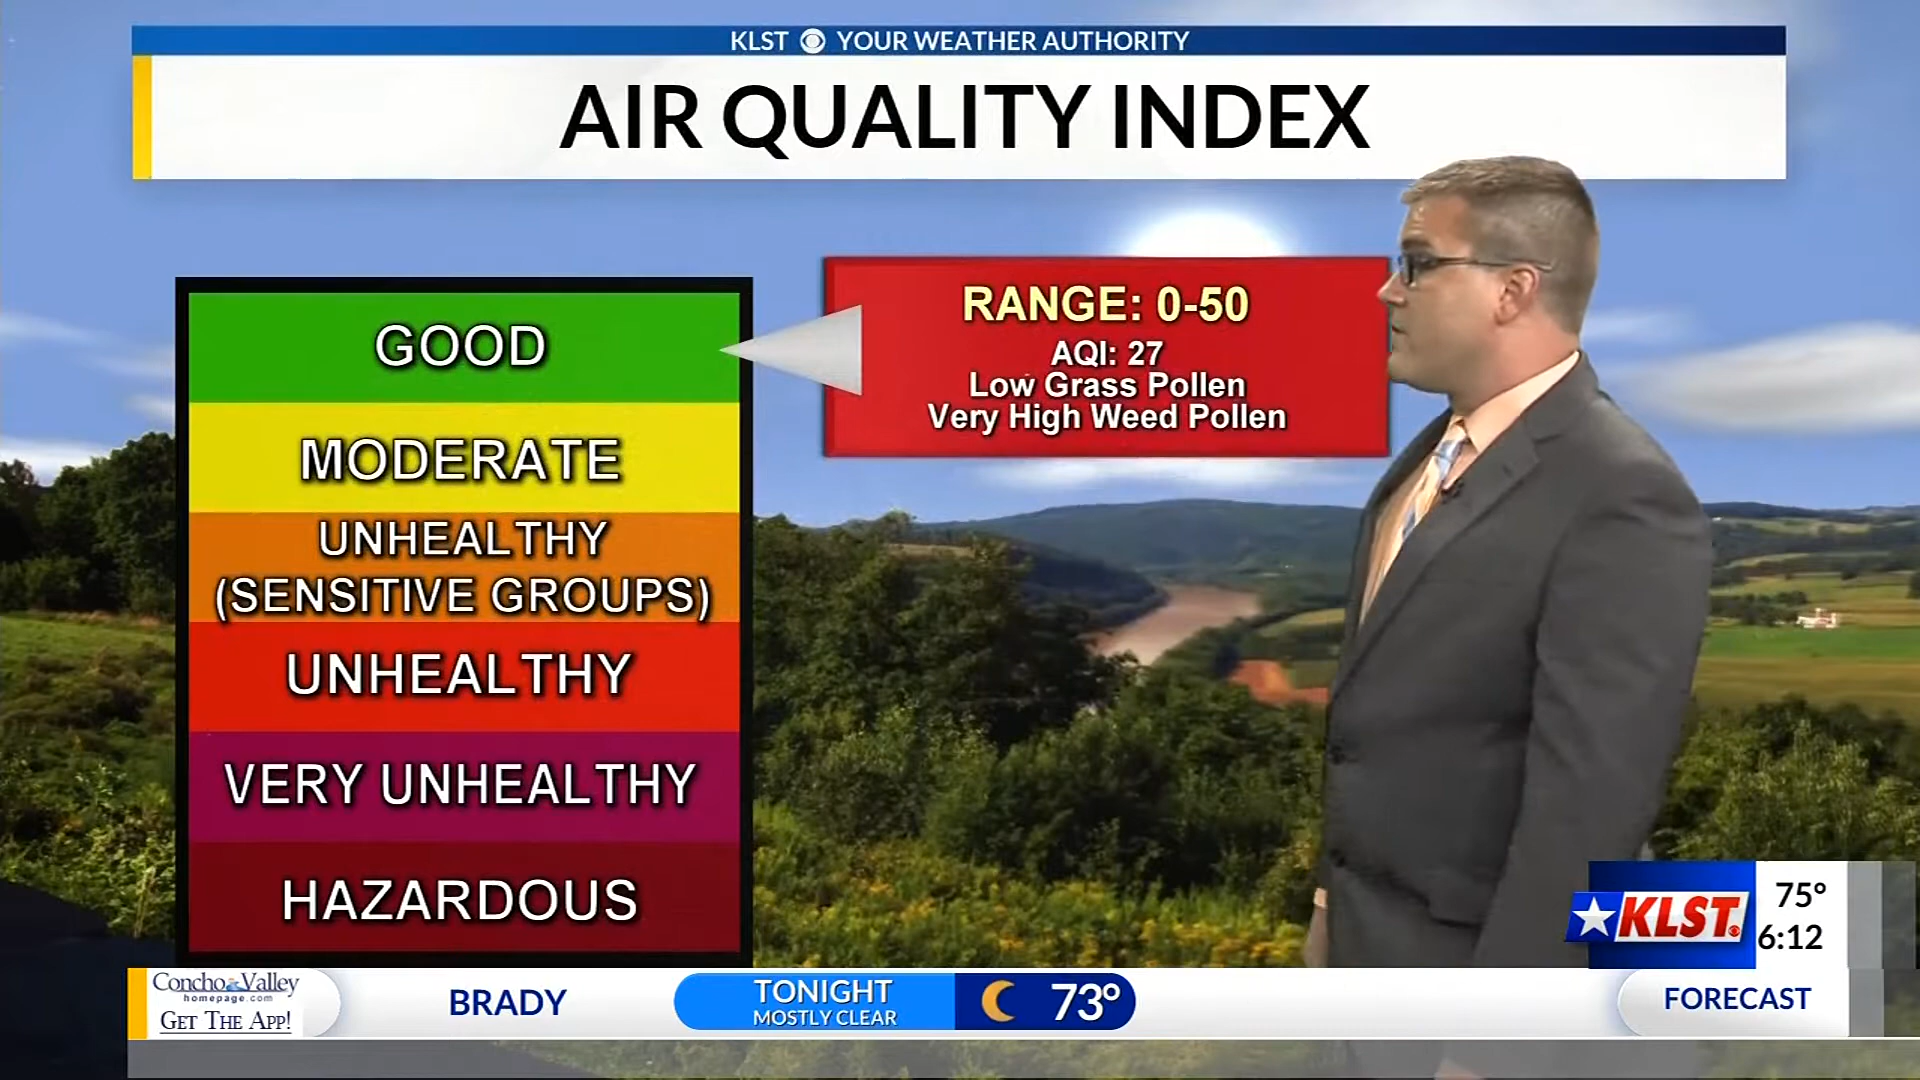 KLST YOUR WEATHER AUTHORITY
AIR QUALITY INDEX
GOOD
MODERATE
UNHEALTHY
(SENSITIVE GROUPS)
UNHEALTHY
VERY UNHEALTHY
HAZARDOUS
RANGE: 0-50
AQI: 27
Low Grass Pollen
Very High Weed Pollen
KLST
75°
6:12
Concho Valley
homepage.com
GET THE APP!
BRADY
TONIGHT
MOSTLY CLEAR
73°
FORECAST